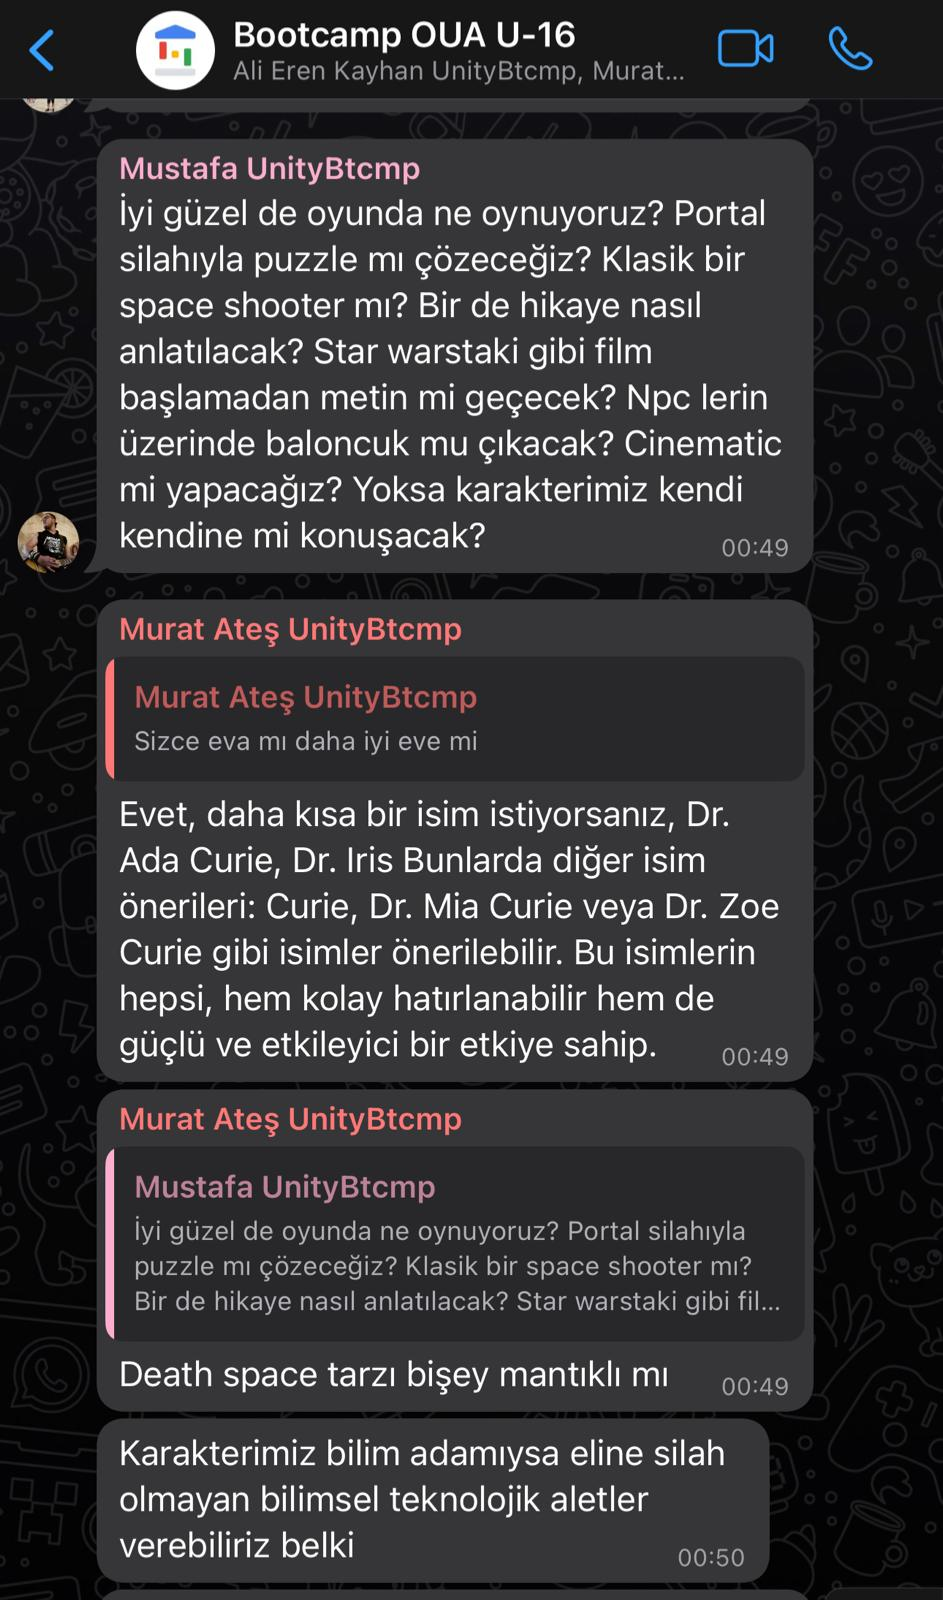 Bootcamp OUA U-16
Ali Eren Kayhan UnityBtcmp, Murat...
Mustafa UnityBtcmp
İyi güzel de oyunda ne oynuyoruz? Portal
silahıyla puzzle mı çözeceğiz? Klasik bir
space shooter mı? Bir de hikaye nasıl
anlatılacak? Star warstaki gibi film
başlamadan metin mi geçecek? Npc lerin
üzerinde baloncuk mu çıkacak? Cinematic
mi yapacağız? Yoksa karakterimiz kendi
kendine mi konuşacak?
00:49
Murat Ateş UnityBtcmp
Murat Ateş UnityBtcmp
Sizce eva mı daha iyi eve mi
Evet, daha kısa bir isim istiyorsanız, Dr.
Ada Curie, Dr. Iris Bunlarda diğer isim
önerileri: Curie, Dr. Mia Curie veya Dr. Zoe
Curie gibi isimler önerilebilir. Bu isimlerin
hepsi, hem kolay hatırlanabilir hem de
güçlü ve etkileyici bir etkiye sahip.
00:49
Murat Ateş UnityBtcmp
Mustafa UnityBtcmp
İyi güzel de oyunda ne oynuyoruz? Portal silahıyla
puzzle mı çözeceğiz? Klasik bir space shooter mı?
Bir de hikaye nasıl anlatılacak? Star warstaki gibi fil...
Death space tarzı bişey mantıklı mı
00:49
Karakterimiz bilim adamıysa eline silah
olmayan bilimsel teknolojik aletler
verebiliriz belki
00:50